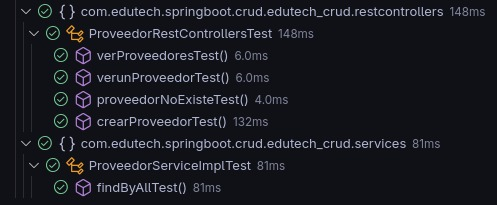 {} com.edutech.springboot.crud.edutech_crud.restcontrollers 148ms
ProveedorRestControllersTest 148ms
verProveedoresTest() 6.0ms
verunProveedorTest() 6.0ms
proveedorNoExisteTest() 4.0ms
crearProveedorTest() 132ms
{} com.edutech.springboot.crud.edutech_crud.services 81ms
ProveedorServiceImplTest 81ms
findByAllTest() 81ms